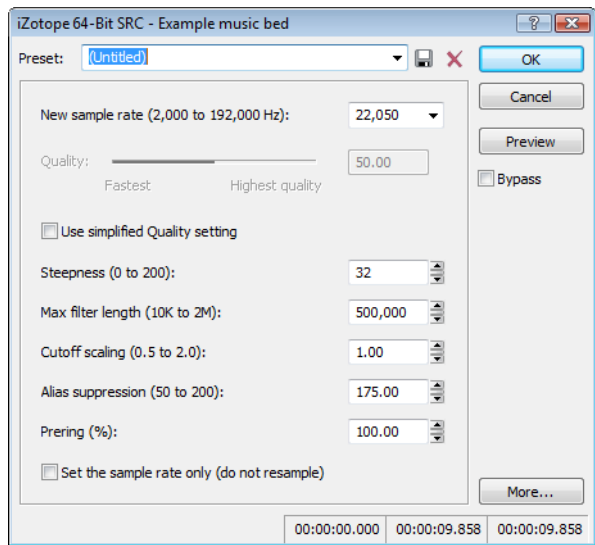 iZotope 64-Bit SRC - Example music bed
Preset: (Untitled)
OK
Cancel
Preview
Bypass
New sample rate (2,000 to 192,000 Hz): 22,050
Quality: 50.00
Fastest Highest quality
Use simplified Quality setting
Steepness (0 to 200): 32
Max filter length (10K to 2M): 500,000
Cutoff scaling (0.5 to 2.0): 1.00
Alias suppression (50 to 200): 175.00
Prering (%): 100.00
Set the sample rate only (do not resample)
More...
00:00:00.000 00:00:09.858 00:00:09.858